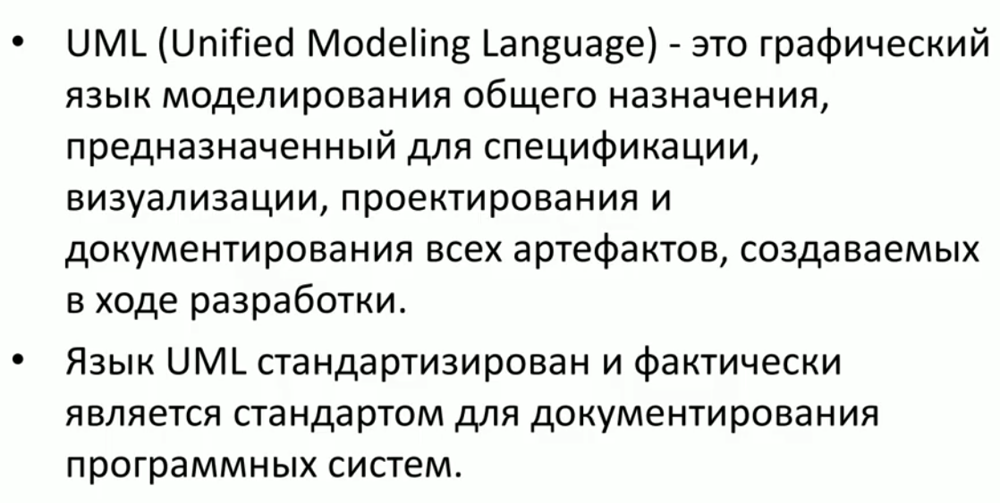 • UML (Unified Modeling Language) - это графический
язык моделирования общего назначения,
предназначенный для спецификации,
визуализации, проектирования и
документирования всех артефактов, создаваемых
в ходе разработки.
• Язык UML стандартизирован и фактически
является стандартом для документирования
программных систем.